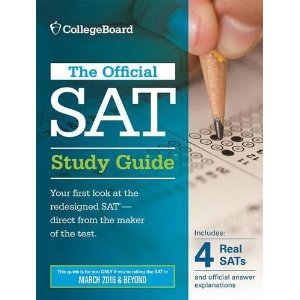 CollegeBoard
The Official
SAT
Study Guide
Your first look at the
redesigned SAT® —
direct from the maker
of the test.
This guide is for you ONLY if you're taking the SAT in
MARCH 2016 & BEYOND
Includes:
4 Real
SATs
and official answer
explanations